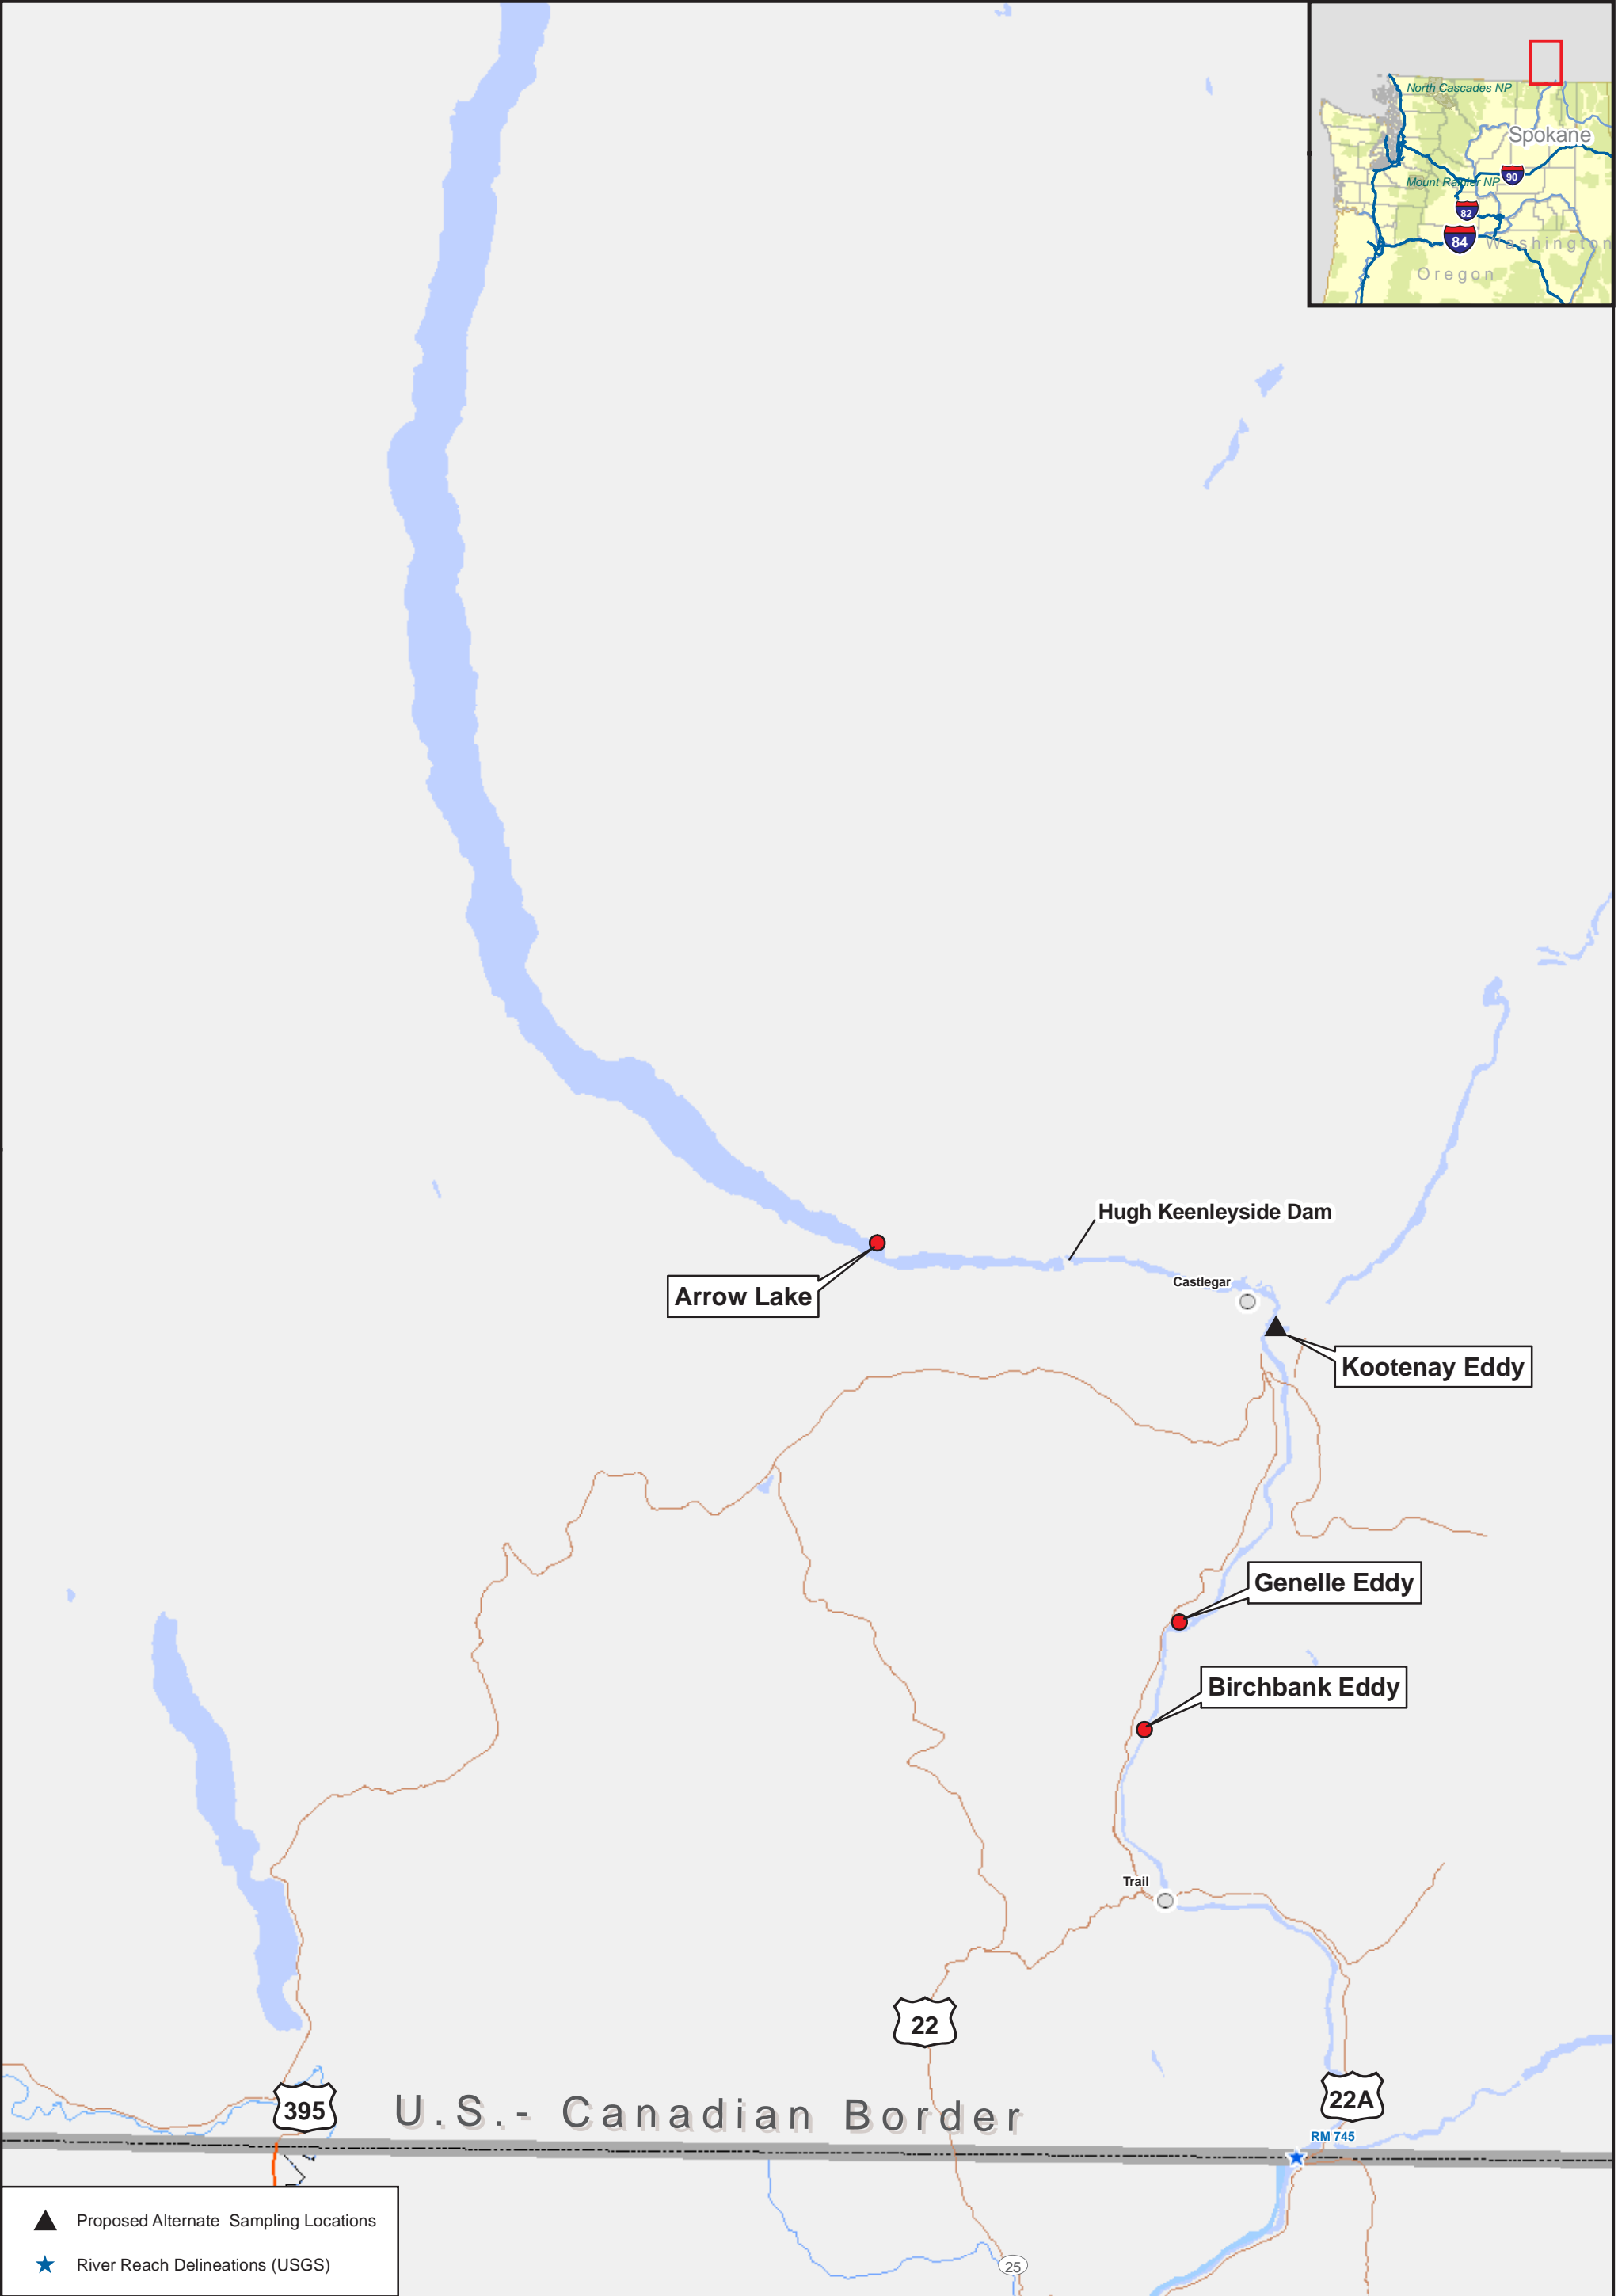 North Cascades NP
Spokane
90
Mount Rainier NP
82
84
Washington
Oregon
Hugh Keenleyside Dam
Castlegar
Arrow Lake
Kootenay Eddy
Genelle Eddy
Birchbank Eddy
Trail
22
395
22A
U.S.- Canadian Border
RM 745
25
Proposed Alternate Sampling Locations
River Reach Delineations (USGS)